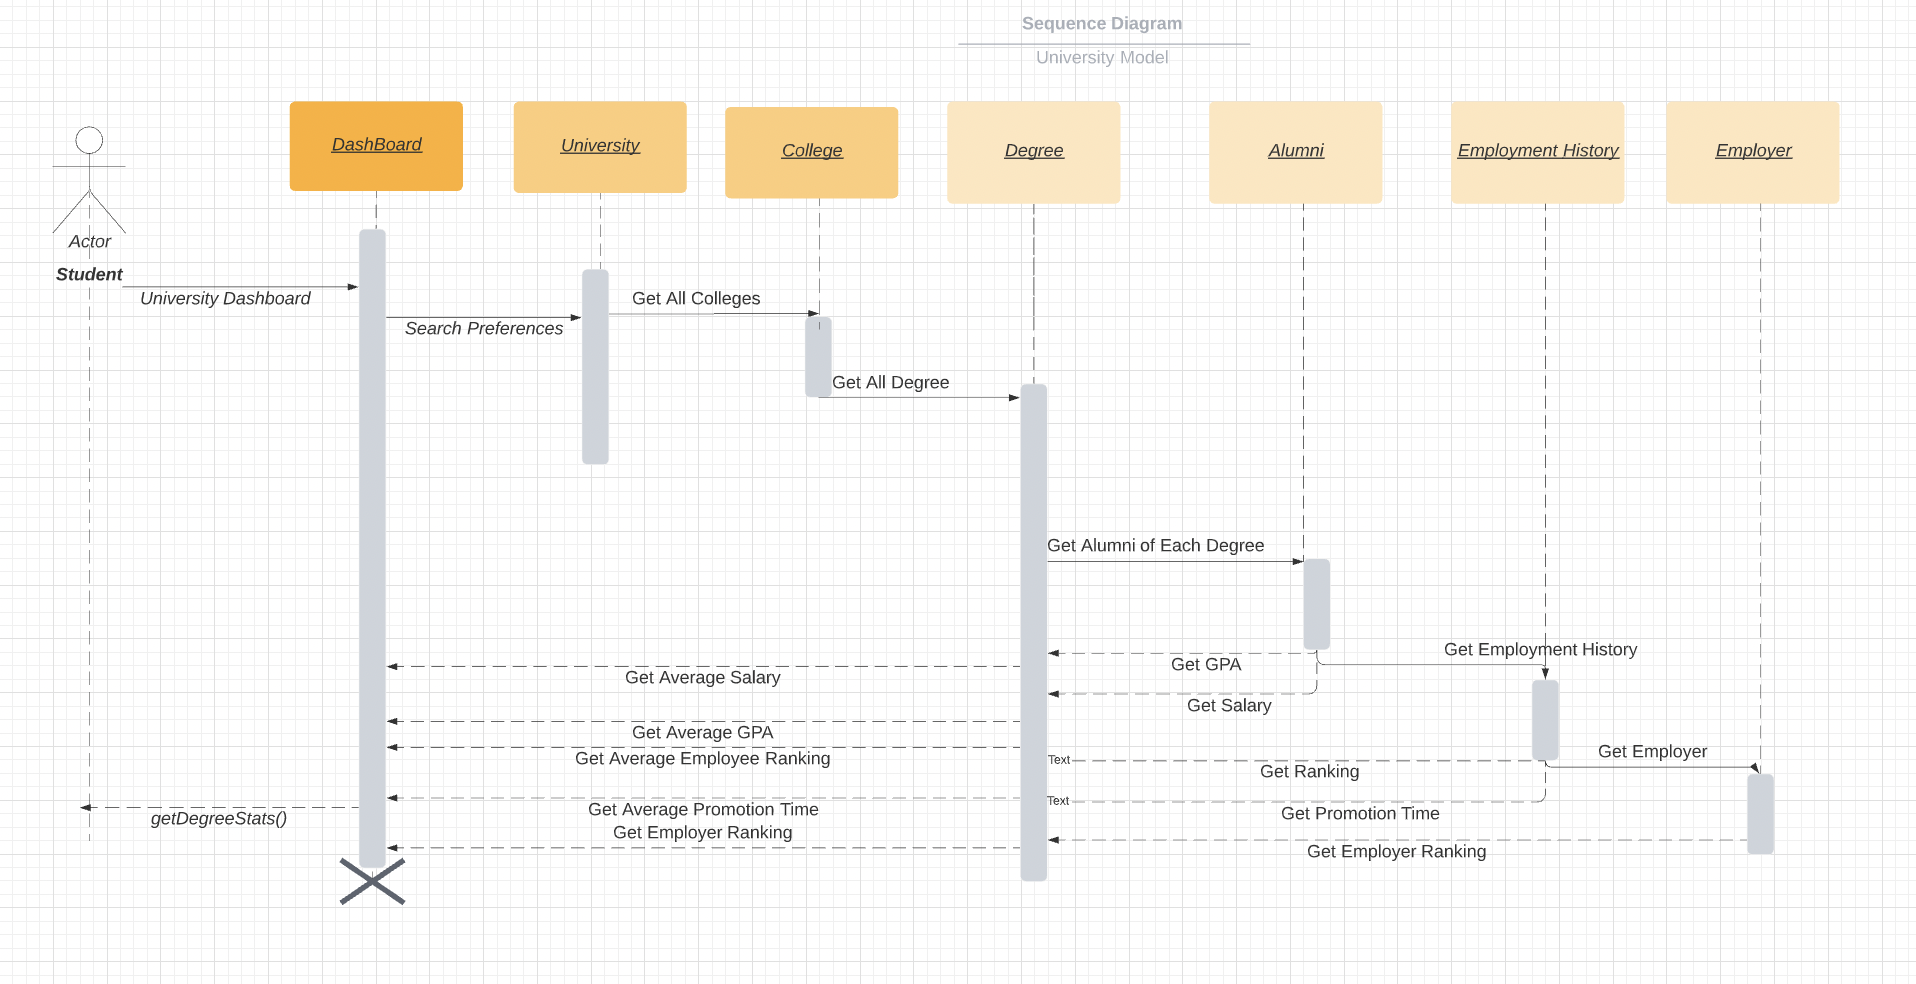 Sequence Diagram
University Model
DashBoard
University
College
Degree
Alumni
Employment History
Employer
Actor
Student
University Dashboard
Search Preferences
Get All Colleges
Get All Degree
Get Alumni of Each Degree
Get Employment History
Get GPA
Get Average Salary
Get Salary
Get Average GPA
Get Employer
Get Average Employee Ranking
Text
Get Ranking
Text
Get Average Promotion Time
Get Promotion Time
getDegreeStats()
Get Employer Ranking
Get Employer Ranking